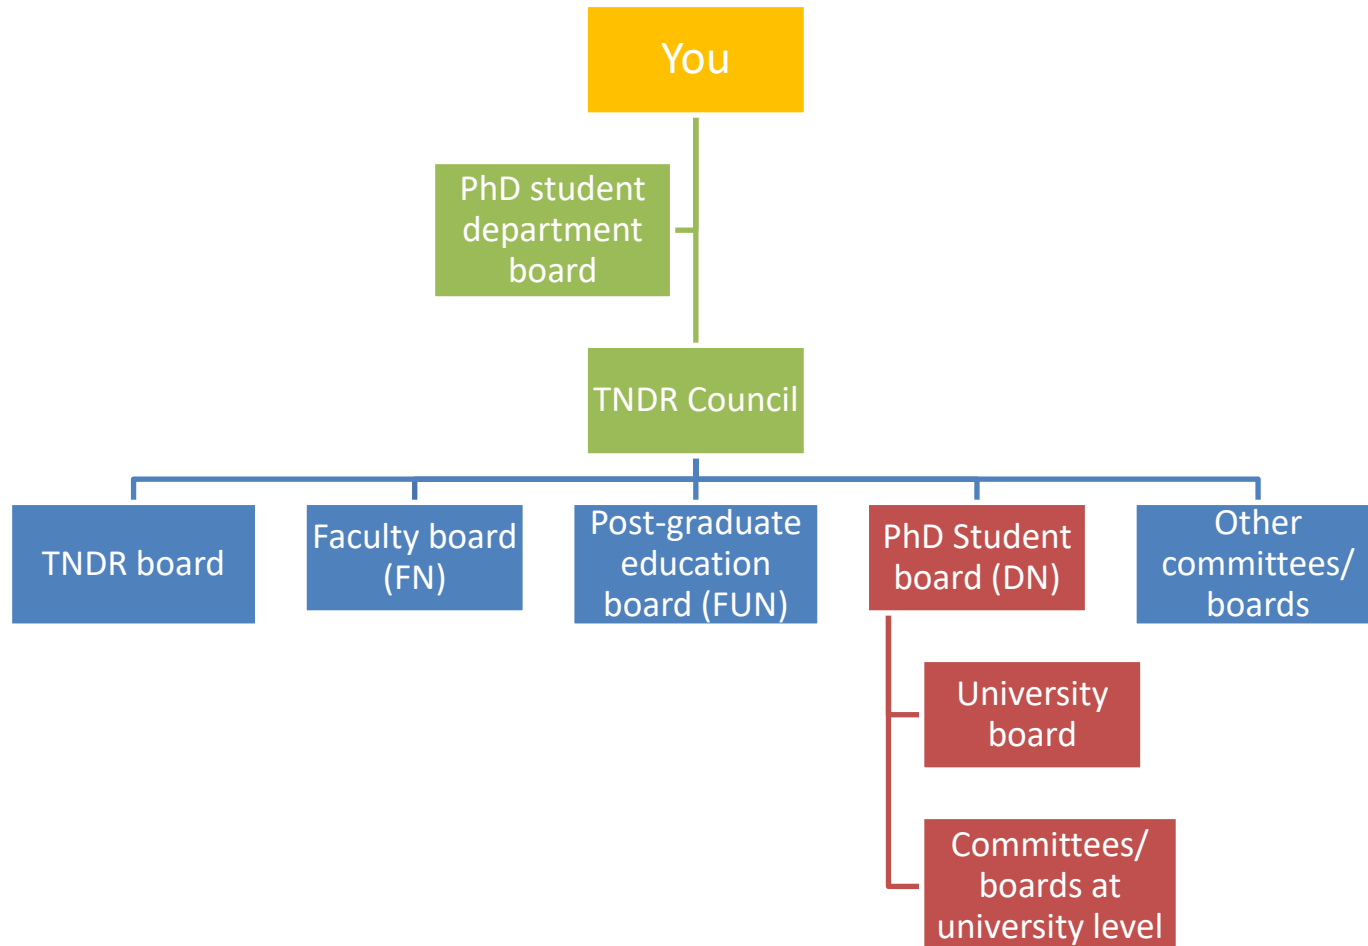 You
PhD student
department
board
TNDR Council
TNDR board
Faculty board
(FN)
Post-graduate
education
board (FUN)
PhD Student
board (DN)
Other
committees/
boards
University
board
Committees/
boards at
university level